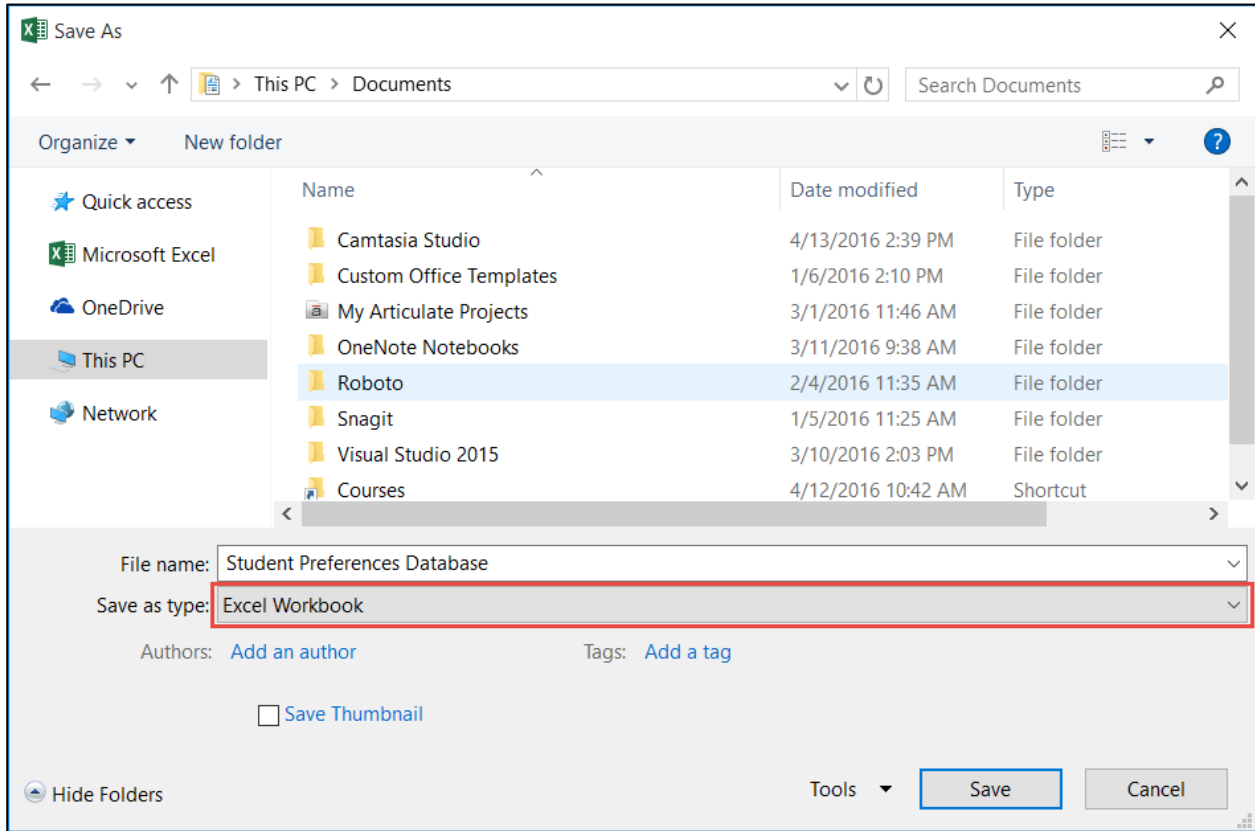 Save As
This PC > Documents
Search Documents
Organize
New folder
Quick access
Microsoft Excel
OneDrive
This PC
Network
Name Date modified Type
Camtasia Studio 4/13/2016 2:39 PM File folder
Custom Office Templates 1/6/2016 2:10 PM File folder
My Articulate Projects 3/1/2016 11:46 AM File folder
OneNote Notebooks 3/11/2016 9:38 AM File folder
Roboto 2/4/2016 11:35 AM File folder
Snagit 1/5/2016 11:25 AM File folder
Visual Studio 2015 3/10/2016 2:03 PM File folder
Courses 4/12/2016 10:42 AM Shortcut
File name: Student Preferences Database
Save as type: Excel Workbook
Authors: Add an author Tags: Add a tag
Save Thumbnail
Hide Folders
Tools
Save
Cancel